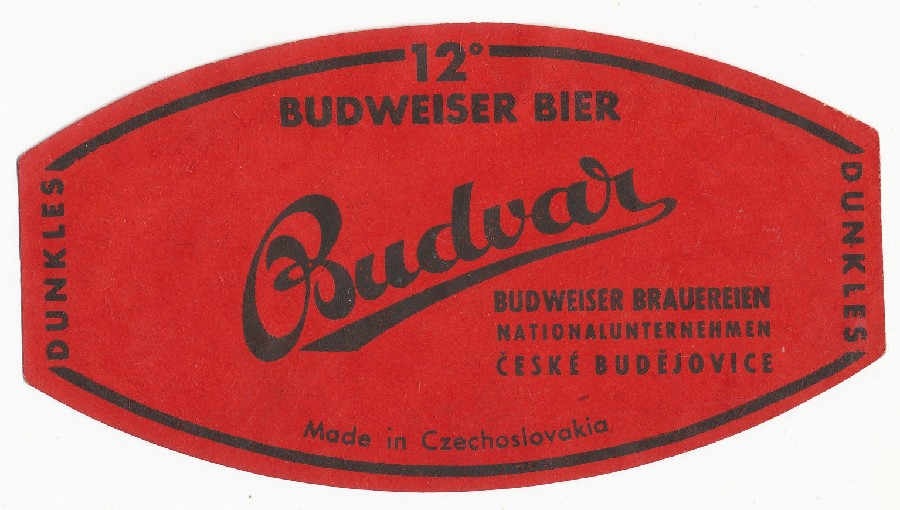 12°
BUDWEISER BIER
DUNKLES
Budvar
DUNKLES
BUDWEISER BRAUEREIEN
NATIONALUNTERNEHMEN
ČESKÉ BUDĚJOVICE
Made in Czechoslovakia